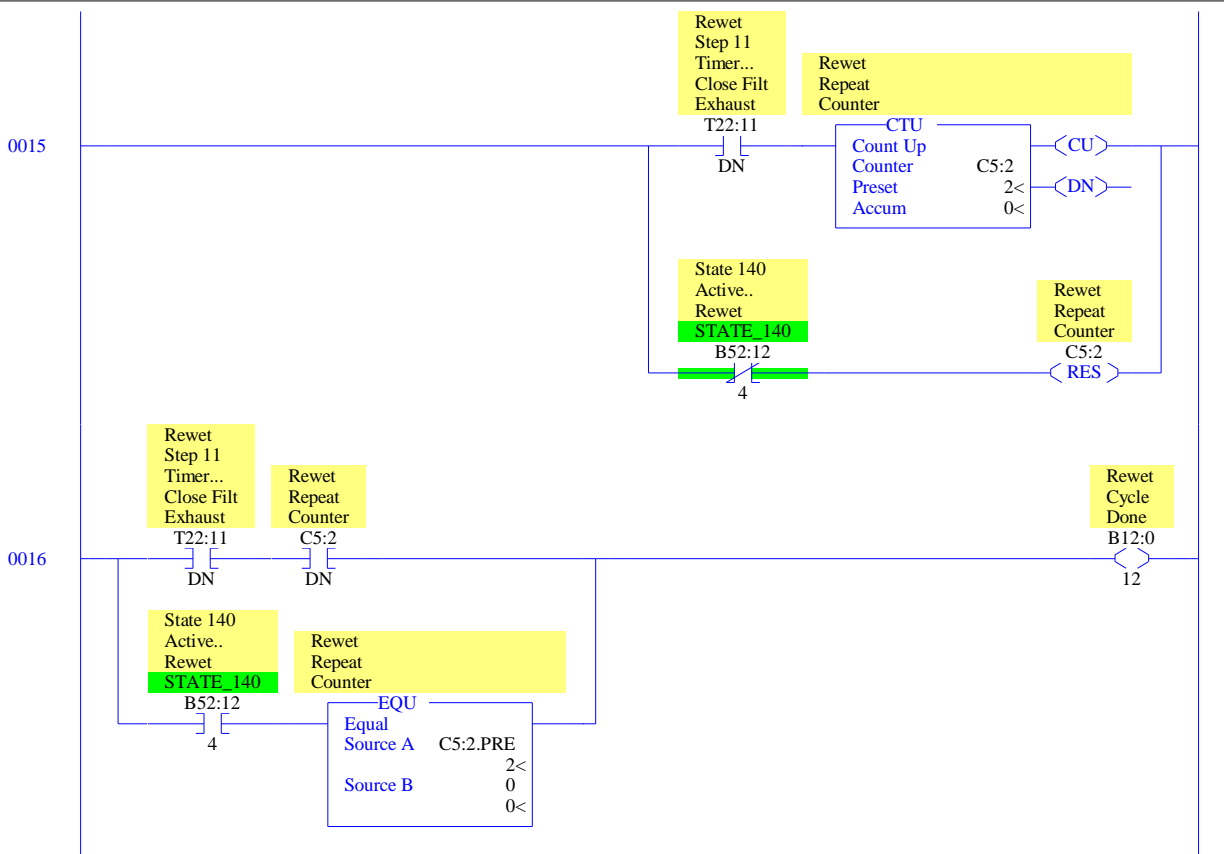 Rewet
Step 11
Timer...
Close Filt
Exhaust
T22:11
DN
Rewet
Repeat
Counter
CTU
Count Up
Counter C5:2
Preset 2<
Accum 0<
CU
DN
0015
State 140
Active..
Rewet
STATE_140
B52:12
4
Rewet
Repeat
Counter
C5:2
RES
Rewet
Step 11
Timer...
Close Filt
Exhaust
T22:11
DN
Rewet
Repeat
Counter
C5:2
DN
Rewet
Cycle
Done
B12:0
12
0016
State 140
Active..
Rewet
STATE_140
B52:12
4
Rewet
Repeat
Counter
EQU
Equal
Source A C5:2.PRE
2<
Source B 0
0<